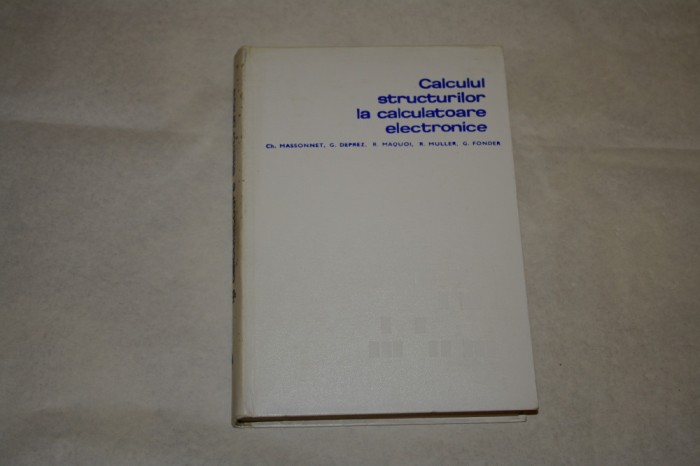 Calculul
structurilor
la calculatoare
electronice
Ch. MASSONNET, G. DEPREZ, R. MAQUOI, R. MULLER, G. FONDER